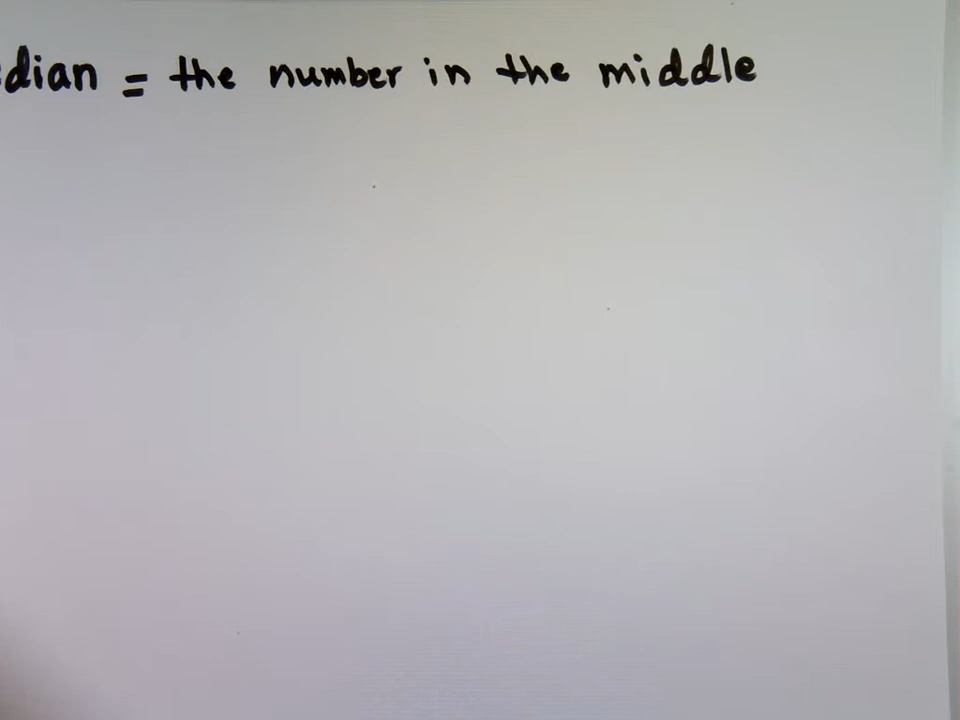 dian = the number in the middle